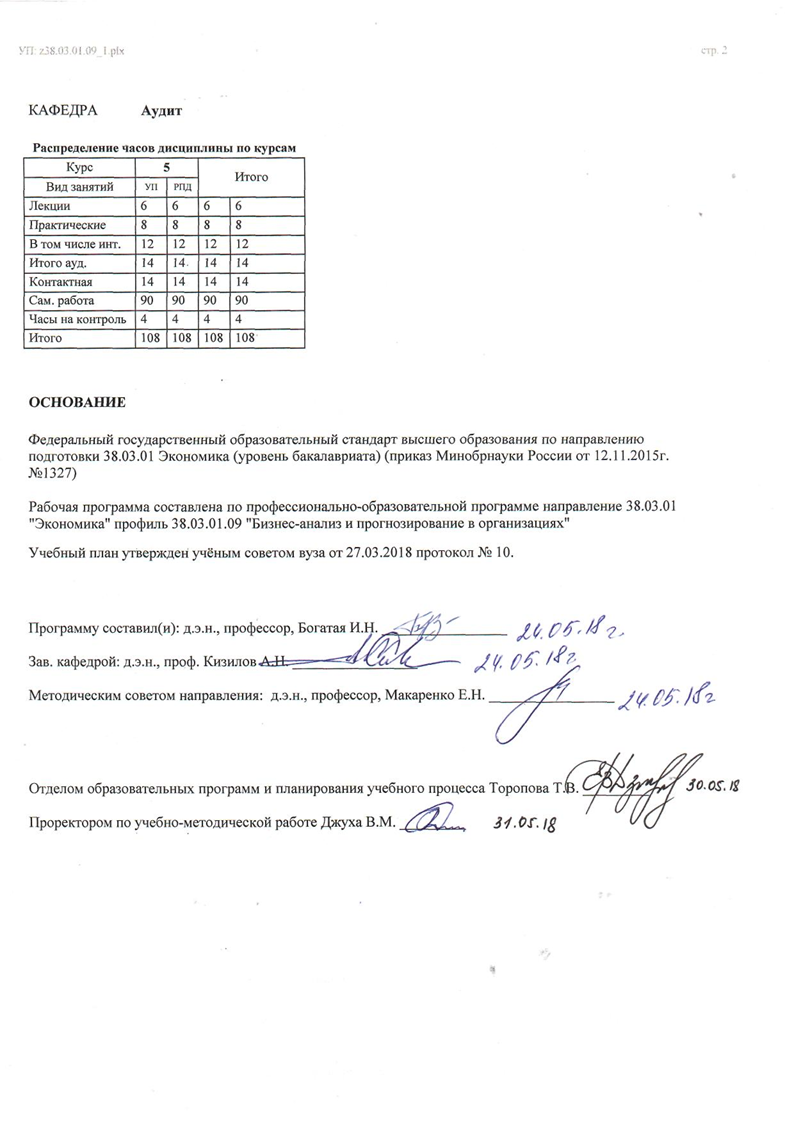 УП: z38.03.01.09_1.plx стр. 2
КАФЕДРА Аудит
Распределение часов дисциплины по курсам
Курс 5 Итого
Вид занятий УП РПД
Лекции 6 6 6 6
Практические 8 8 8 8
В том числе инт. 12 12 12 12
Итого ауд. 14 14 14 14
Контактная 14 14 14 14
Сам. работа 90 90 90 90
Часы на контроль 4 4 4 4
Итого 108 108 108 108
ОСНОВАНИЕ
Федеральный государственный образовательный стандарт высшего образования по направлению
подготовки 38.03.01 Экономика (уровень бакалавриата) (приказ Минобрнауки России от 12.11.2015г.
№1327)
Рабочая программа составлена по профессионально-образовательной программе направление 38.03.01
"Экономика" профиль 38.03.01.09 "Бизнес-анализ и прогнозирование в организациях"
Учебный план утвержден учёным советом вуза от 27.03.2018 протокол № 10.
Программу составил(и): д.э.н., профессор, Богатая И.Н. 24.05.18 г.
Зав. кафедрой: д.э.н., проф. Кизилов А.Н. 24.05.18г.
Методическим советом направления: д.э.н., профессор, Макаренко Е.Н. 24.05.18г
Отделом образовательных программ и планирования учебного процесса Торопова Т.В. 30.05.18
Проректором по учебно-методической работе Джуха В.М. 31.05.18